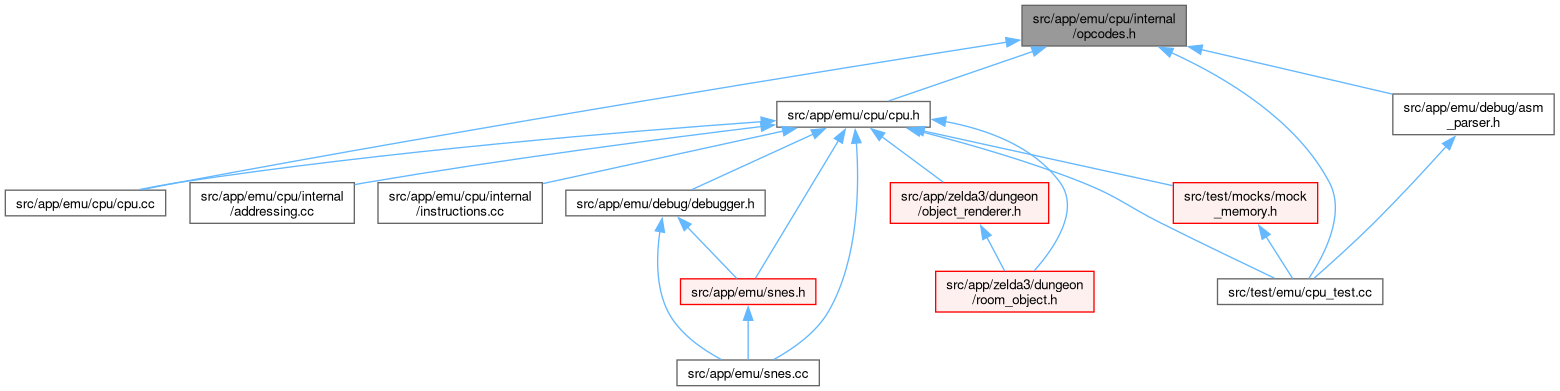 src/app/emu/cpu/internal
/opcodes.h
src/app/emu/cpu/cpu.h
src/app/emu/debug/asm
_parser.h
src/app/emu/cpu/cpu.cc
src/app/emu/cpu/internal
/addressing.cc
src/app/emu/cpu/internal
/instructions.cc
src/app/emu/debug/debugger.h
src/app/zelda3/dungeon
/object_renderer.h
src/test/mocks/mock
_memory.h
src/app/emu/snes.h
src/app/zelda3/dungeon
/room_object.h
src/test/emu/cpu_test.cc
src/app/emu/snes.cc